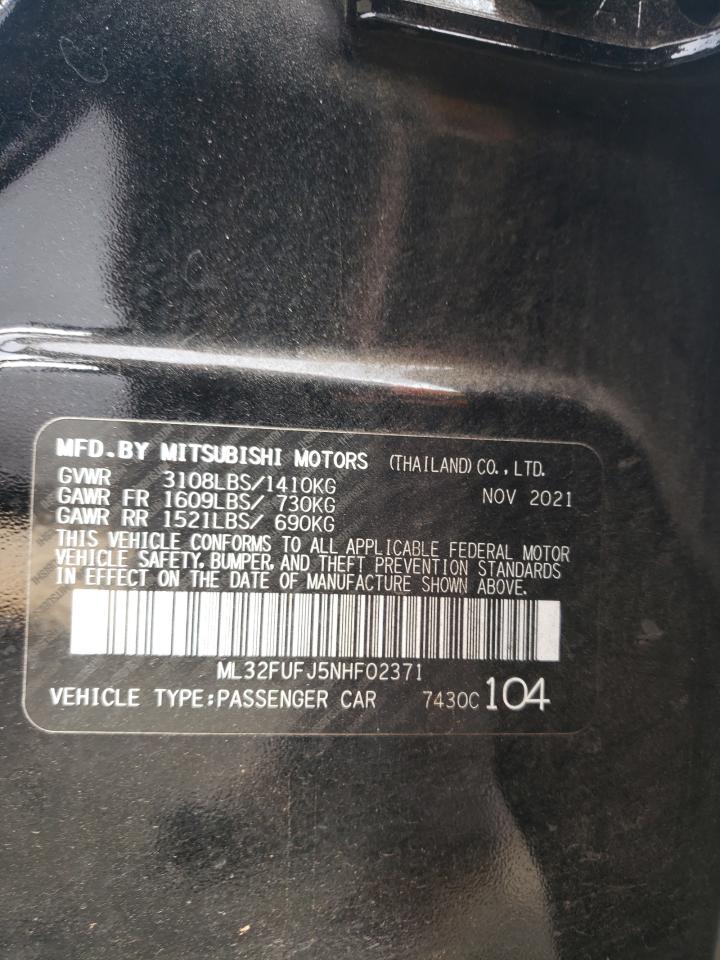 MFD.BY MITSUBISHI MOTORS (THAILAND) CO., LTD.
GVWR 3108LBS/1410KG NOV 2021
GAWR FR 1609LBS/ 730KG
GAWR RR 1521LBS/ 690KG
THIS VEHICLE CONFORMS TO ALL APPLICABLE FEDERAL MOTOR
VEHICLE SAFETY, BUMPER, AND THEFT PREVENTION STANDARDS
IN EFFECT ON THE DATE OF MANUFACTURE SHOWN ABOVE.
ML32FUFJ5NHF02371
VEHICLE TYPE:PASSENGER CAR 7430C 104